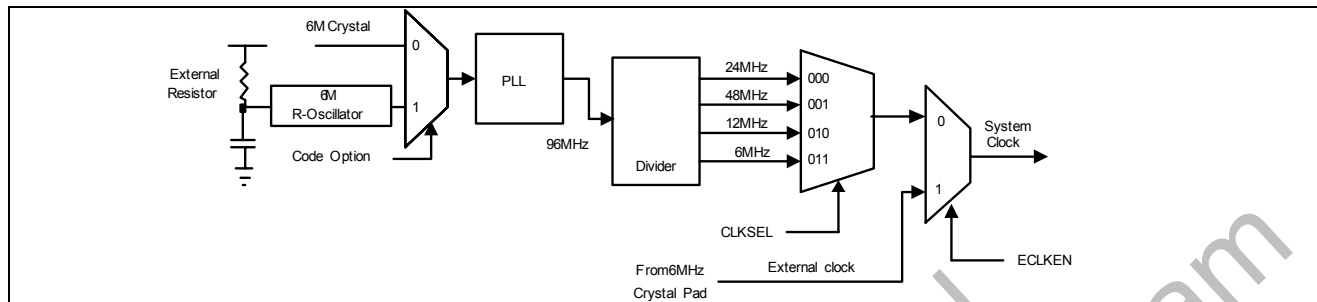 6M Crystal
0
External
Resistor
6M
R-Oscillator
1
Code Option
PLL
96MHz
Divider
24MHz
48MHz
12MHz
6MHz
000
001
010
011
CLKSEL
0
1
System
Clock
ECLKEN
From6MHz
Crystal Pad
External clock